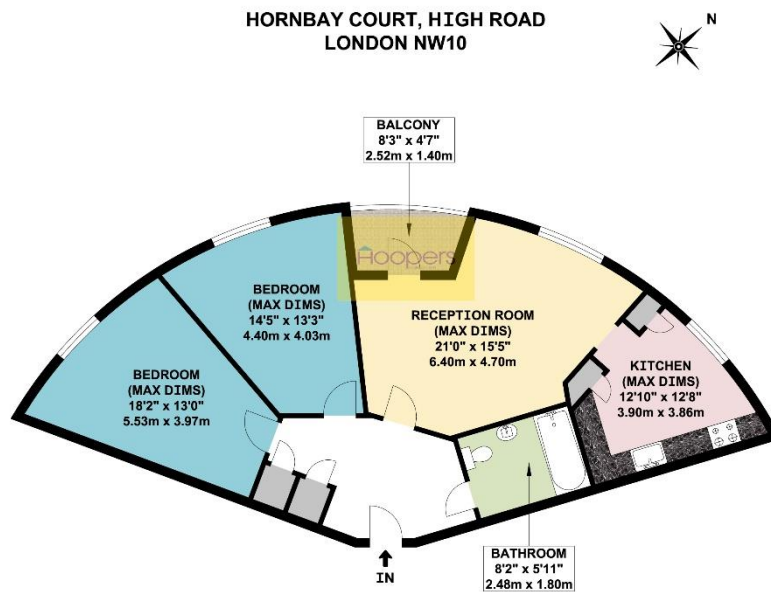 HORNBAY COURT, HIGH ROAD
LONDON NW10
N
BALCONY
8'3" x 4'7"
2.52m x 1.40m
Hoopers
BEDROOM
(MAX DIMS)
14'5" x 13'3"
4.40m x 4.03m
RECEPTION ROOM
(MAX DIMS)
21'0" x 15'5"
6.40m x 4.70m
BEDROOM
(MAX DIMS)
18'2" x 13'0"
5.53m x 3.97m
KITCHEN
(MAX DIMS)
12'10" x 12'8"
3.90m x 3.86m
IN
BATHROOM
8'2" x 5'11"
2.48m x 1.80m